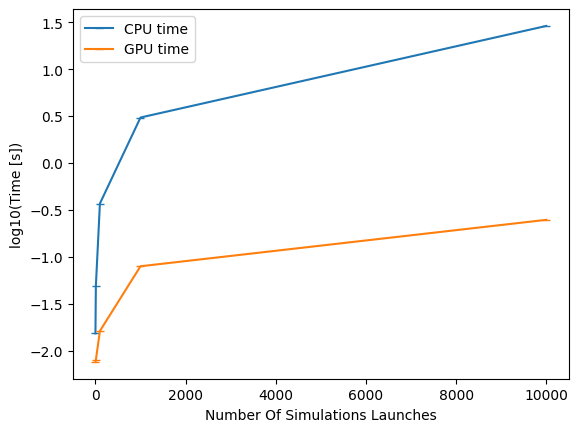 CPU time
GPU time
1.5
1.0
0.5
0.0
−0.5
−1.0
−1.5
−2.0
log10(Time [s])
0 2000 4000 6000 8000 10000
Number Of Simulations Launches